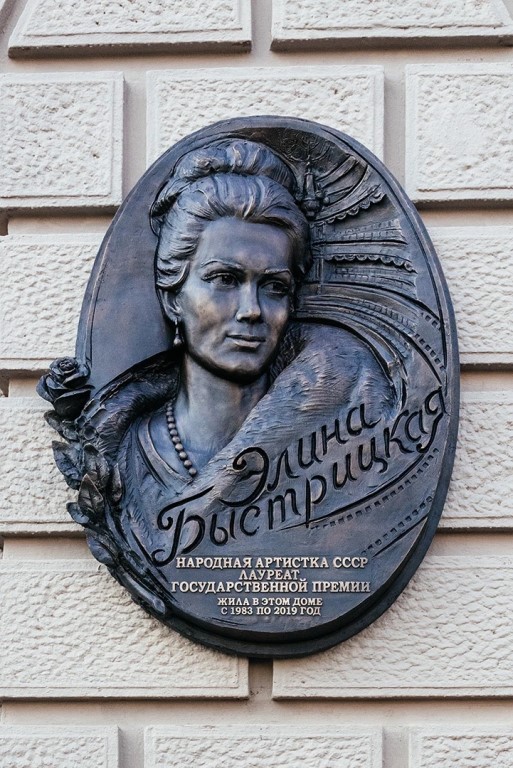 Элина
Быстрицкая
НАРОДНАЯ АРТИСТКА СССР
ЛАУРЕАТ
ГОСУДАРСТВЕННОЙ ПРЕМИИ
ЖИЛА В ЭТОМ ДОМЕ
С 1983 ПО 2019 ГОД